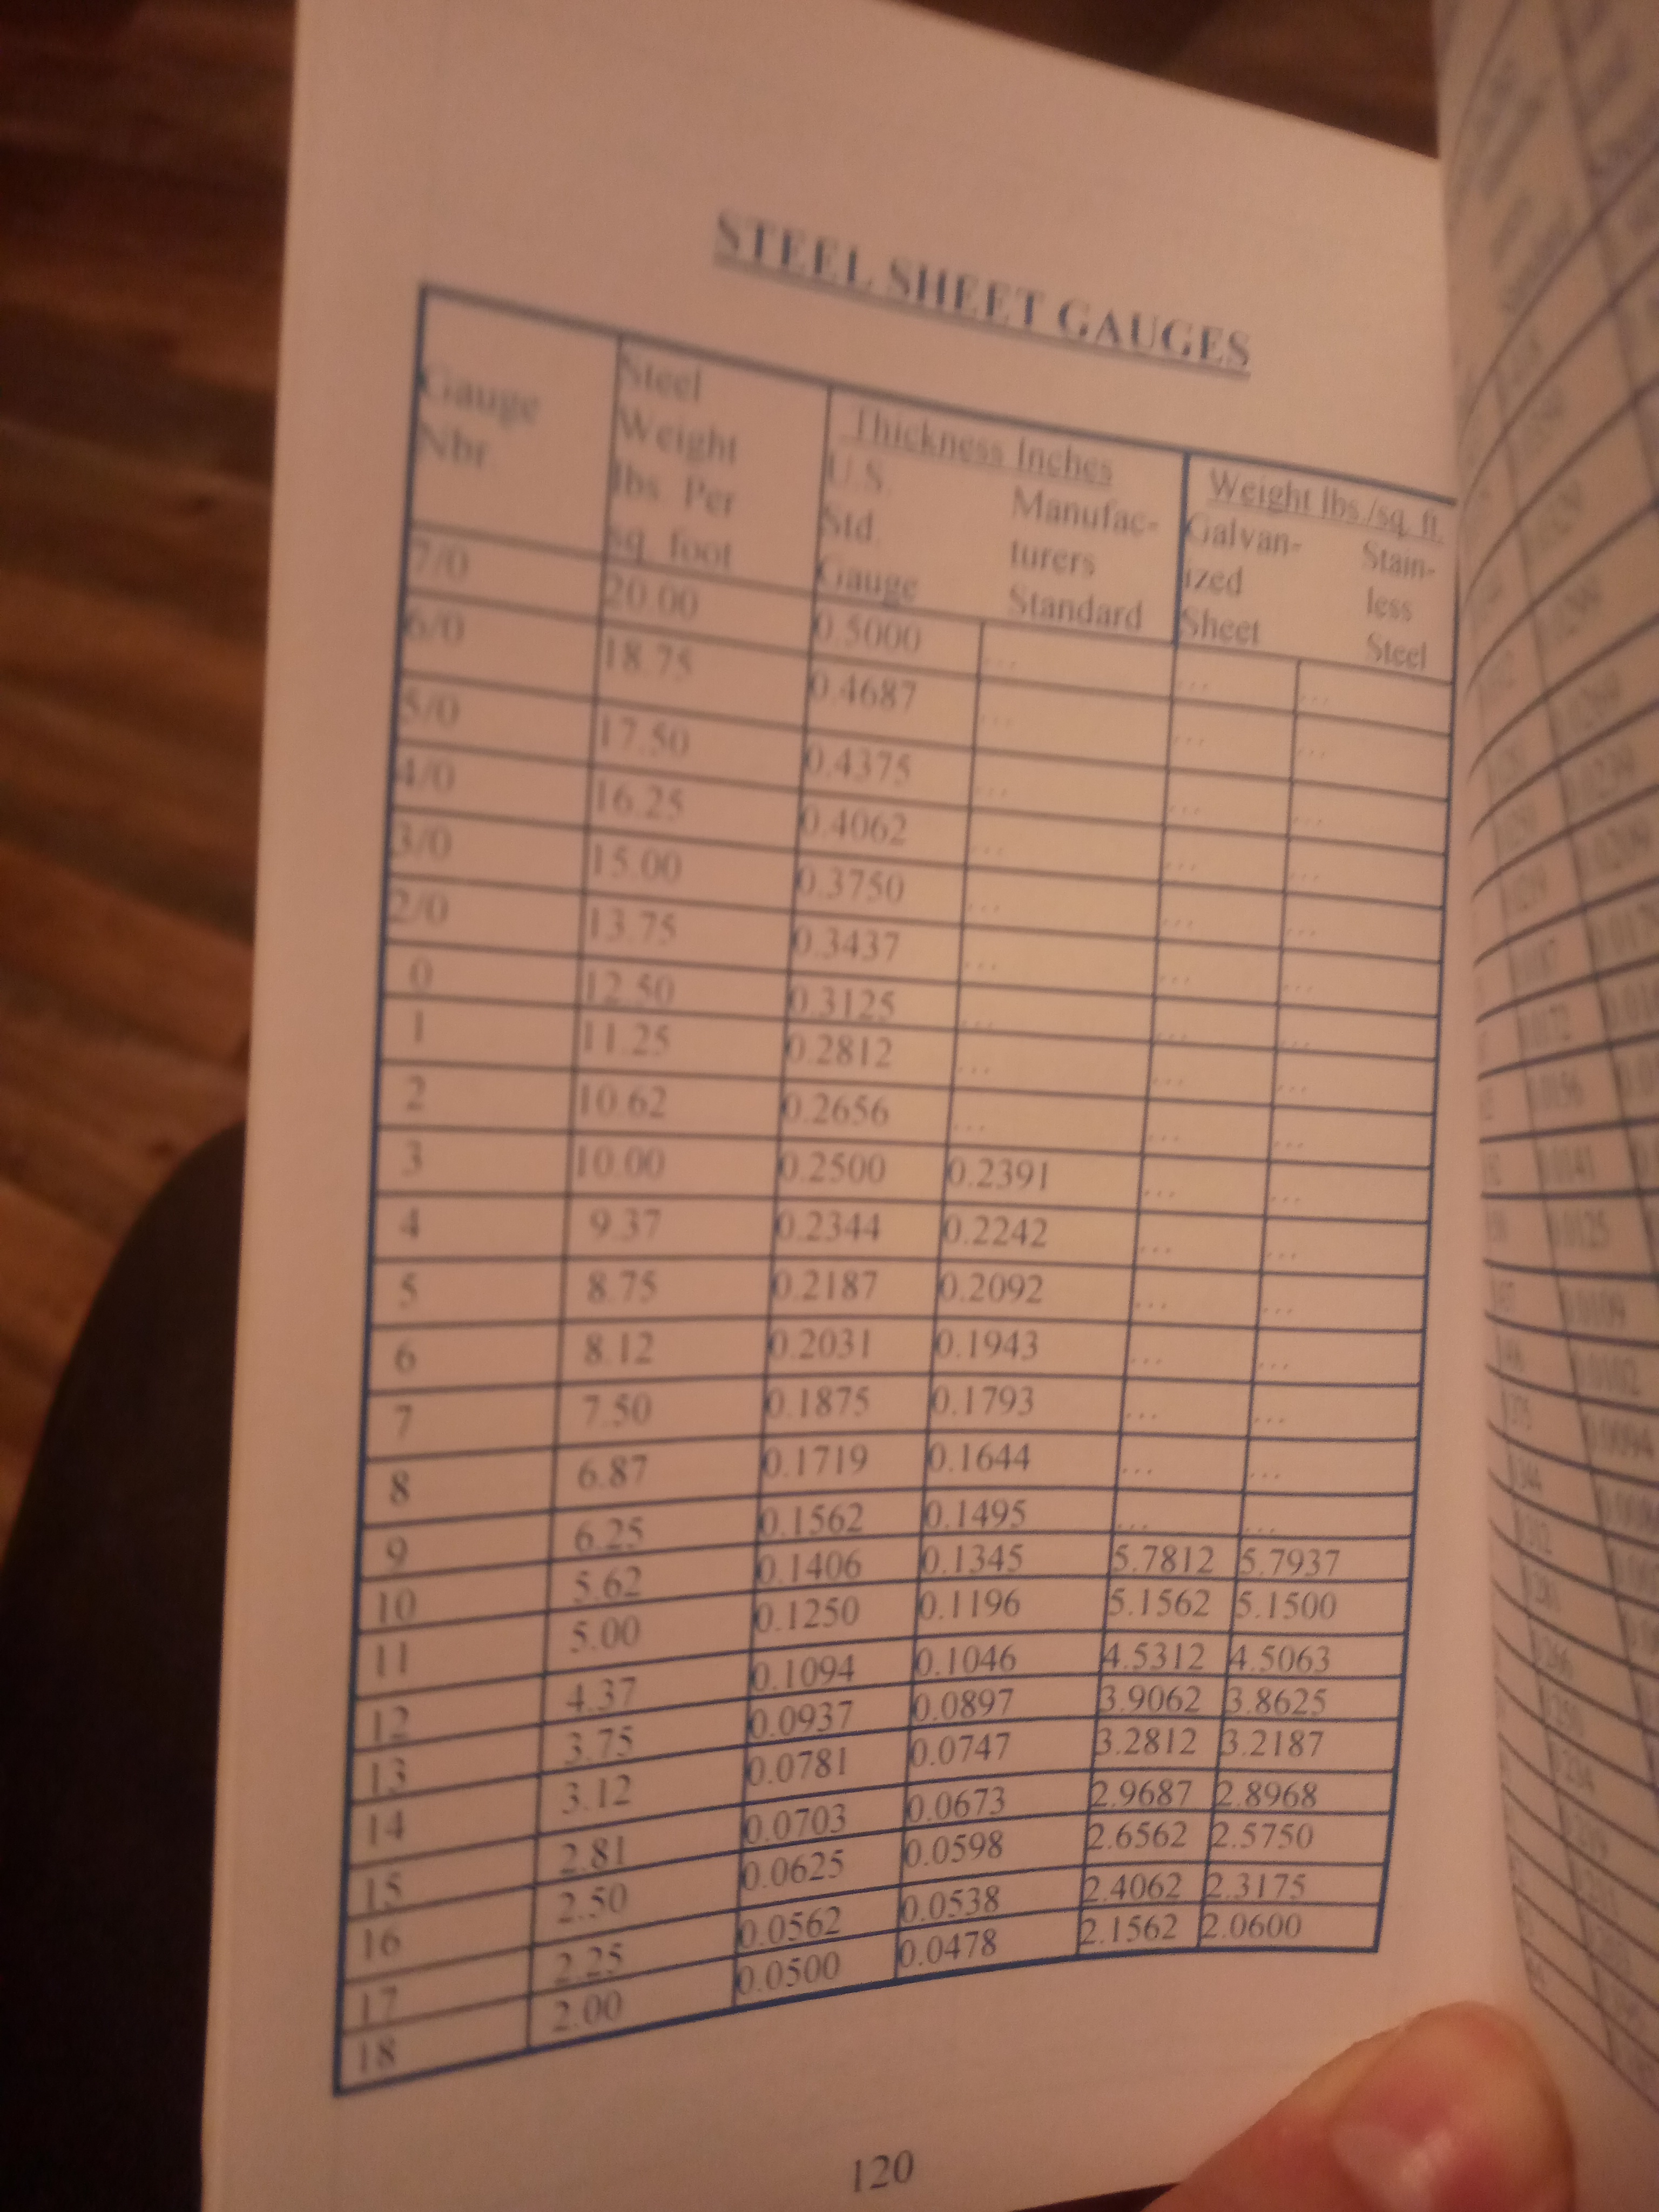 STEEL SHEET GAUGES
Gauge Nbr. Steel Weight lbs. Per sq. foot Thickness Inches U.S. Std. Gauge Manufac- turers Standard Weight lbs./sq. ft. Galvan- ized Sheet Stain- less Steel
7/0 20.00 0.5000 ... ... ...
6/0 18.75 0.4687 ... ... ...
5/0 17.50 0.4375 ... ... ...
4/0 16.25 0.4062 ... ... ...
3/0 15.00 0.3750 ... ... ...
2/0 13.75 0.3437 ... ... ...
0 12.50 0.3125 ... ... ...
1 11.25 0.2812 ... ... ...
2 10.62 0.2656 ... ... ...
3 10.00 0.2500 0.2391 ... ...
4 9.37 0.2344 0.2242 ... ...
5 8.75 0.2187 0.2092 ... ...
6 8.12 0.2031 0.1943 ... ...
7 7.50 0.1875 0.1793 ... ...
8 6.87 0.1719 0.1644 ... ...
9 6.25 0.1562 0.1495 ... ...
10 5.62 0.1406 0.1345 5.7812 5.7937
11 5.00 0.1250 0.1196 5.1562 5.1500
12 4.37 0.1094 0.1046 4.5312 4.5063
13 3.75 0.0937 0.0897 3.9062 3.8625
14 3.12 0.0781 0.0747 3.2812 3.2187
15 2.81 0.0703 0.0673 2.9687 2.8968
16 2.50 0.0625 0.0598 2.6562 2.5750
17 2.25 0.0562 0.0538 2.4062 2.3175
18 2.00 0.0500 0.0478 2.1562 2.0600
120